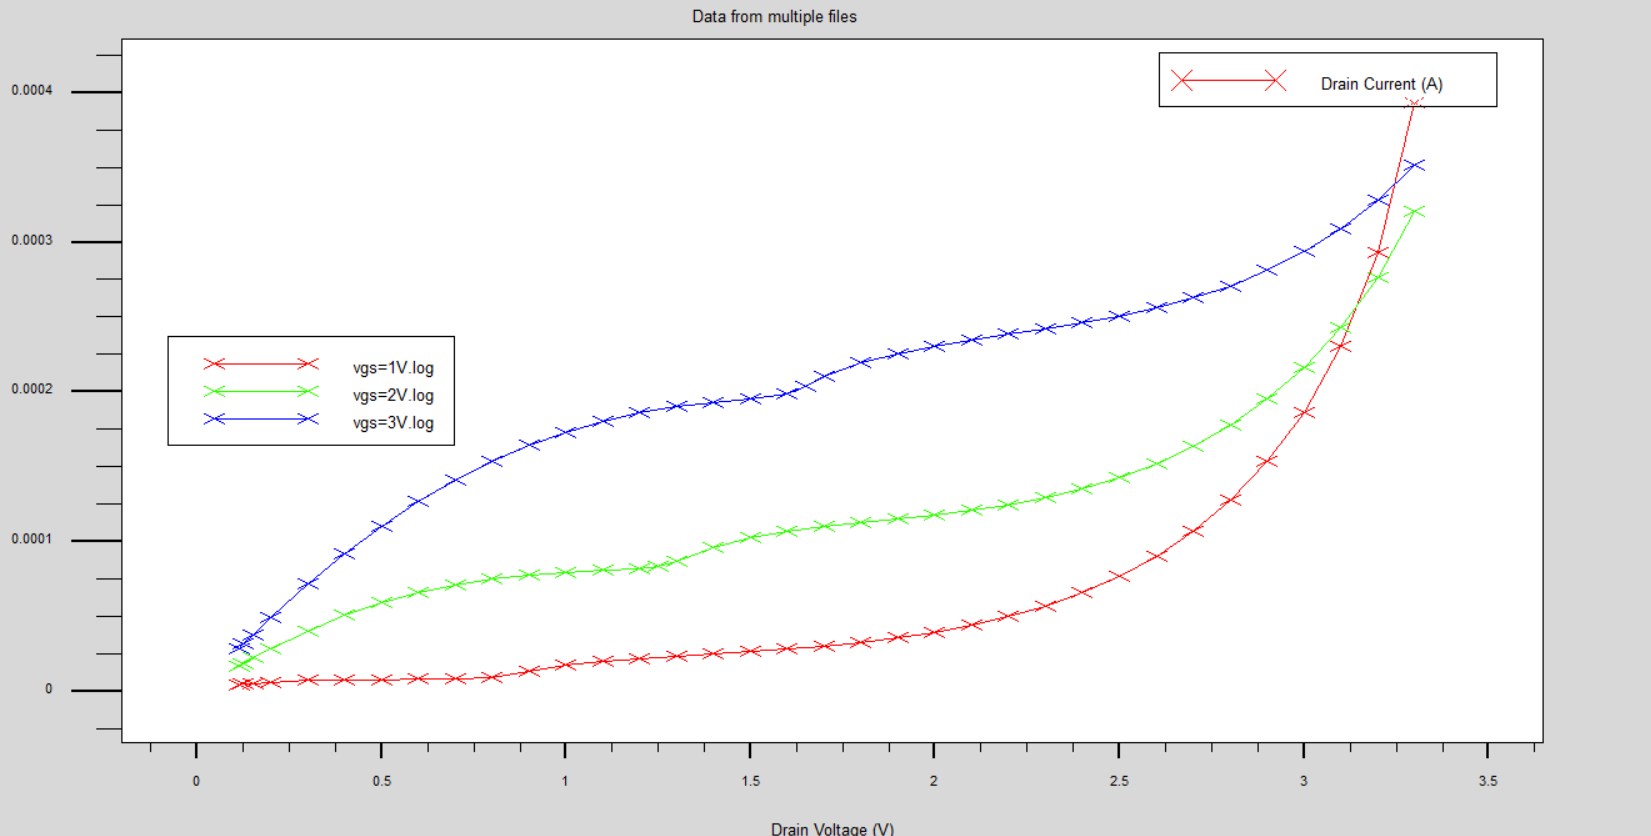 Data from multiple files
Drain Current (A)
0.0004
0.0003
0.0002
0.0001
0
vgs=1V.log
vgs=2V.log
vgs=3V.log
0 0.5 1 1.5 2 2.5 3 3.5
Drain Voltage (V)